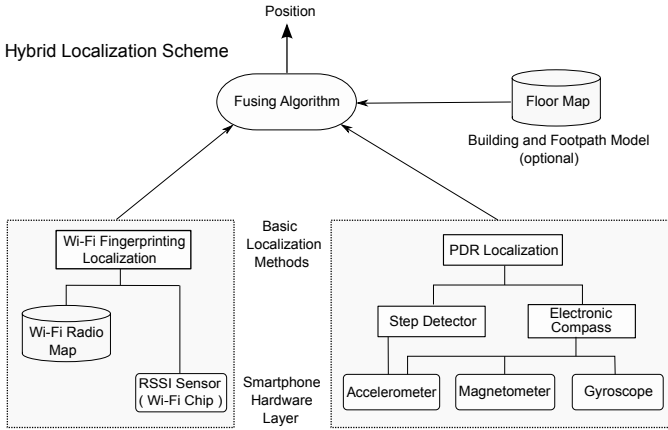 Position
Hybrid Localization Scheme
Fusing Algorithm
Floor Map
Building and Footpath Model
(optional)
Basic
Localization
Methods
Wi-Fi Fingerprinting
Localization
Wi-Fi Radio
Map
RSSI Sensor
( Wi-Fi Chip )
PDR Localization
Step Detector
Electronic
Compass
Smartphone
Hardware
Layer
Accelerometer
Magnetometer
Gyroscope